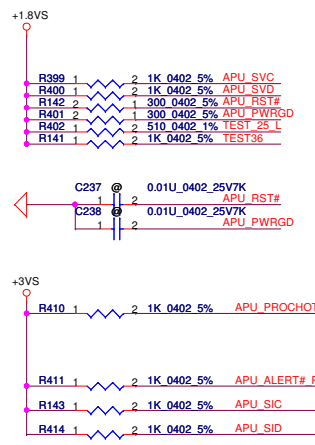 +1.8VS
R399 1 2 1K_0402_5% APU_SVC
R400 1 2 1K_0402_5% APU_SVD
R142 2 1 300_0402_5% APU_RST#
R401 2 1 300_0402_5% APU_PWRGD
R402 1 2 510_0402_1% TEST_25_L
R141 1 2 1K_0402_5% TEST36
C237 @ 0.01U_0402_25V7K
1 2 APU_RST#
C238 @ 0.01U_0402_25V7K
1 2 APU_PWRGD
+3VS
R410 1 2 1K_0402_5% APU_PROCHOT
R411 1 2 1K_0402_5% APU_ALERT#
R143 1 2 1K_0402_5% APU_SIC
R414 1 2 1K_0402_5% APU_SID